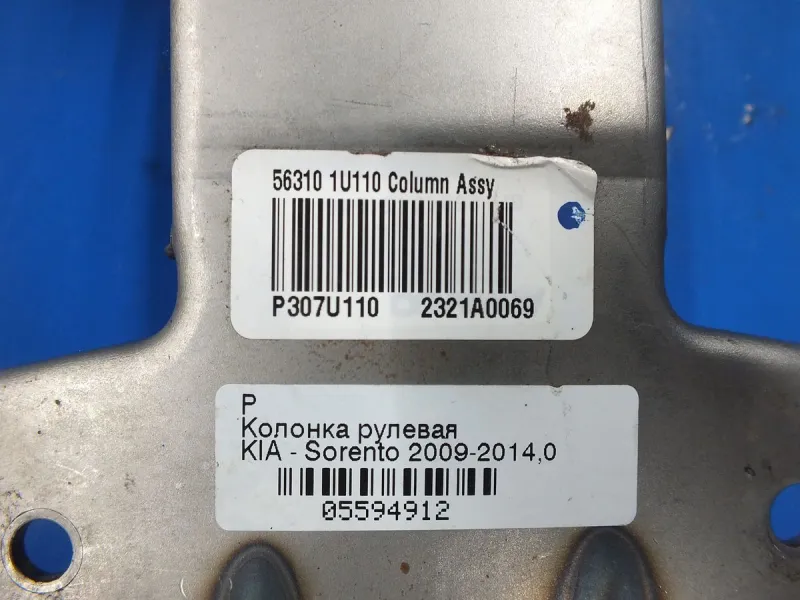 56310 1U110 Column Assy
P307U110 2321A0069
P
Колонка рулевая
KIA - Sorento 2009-2014,0
05594912